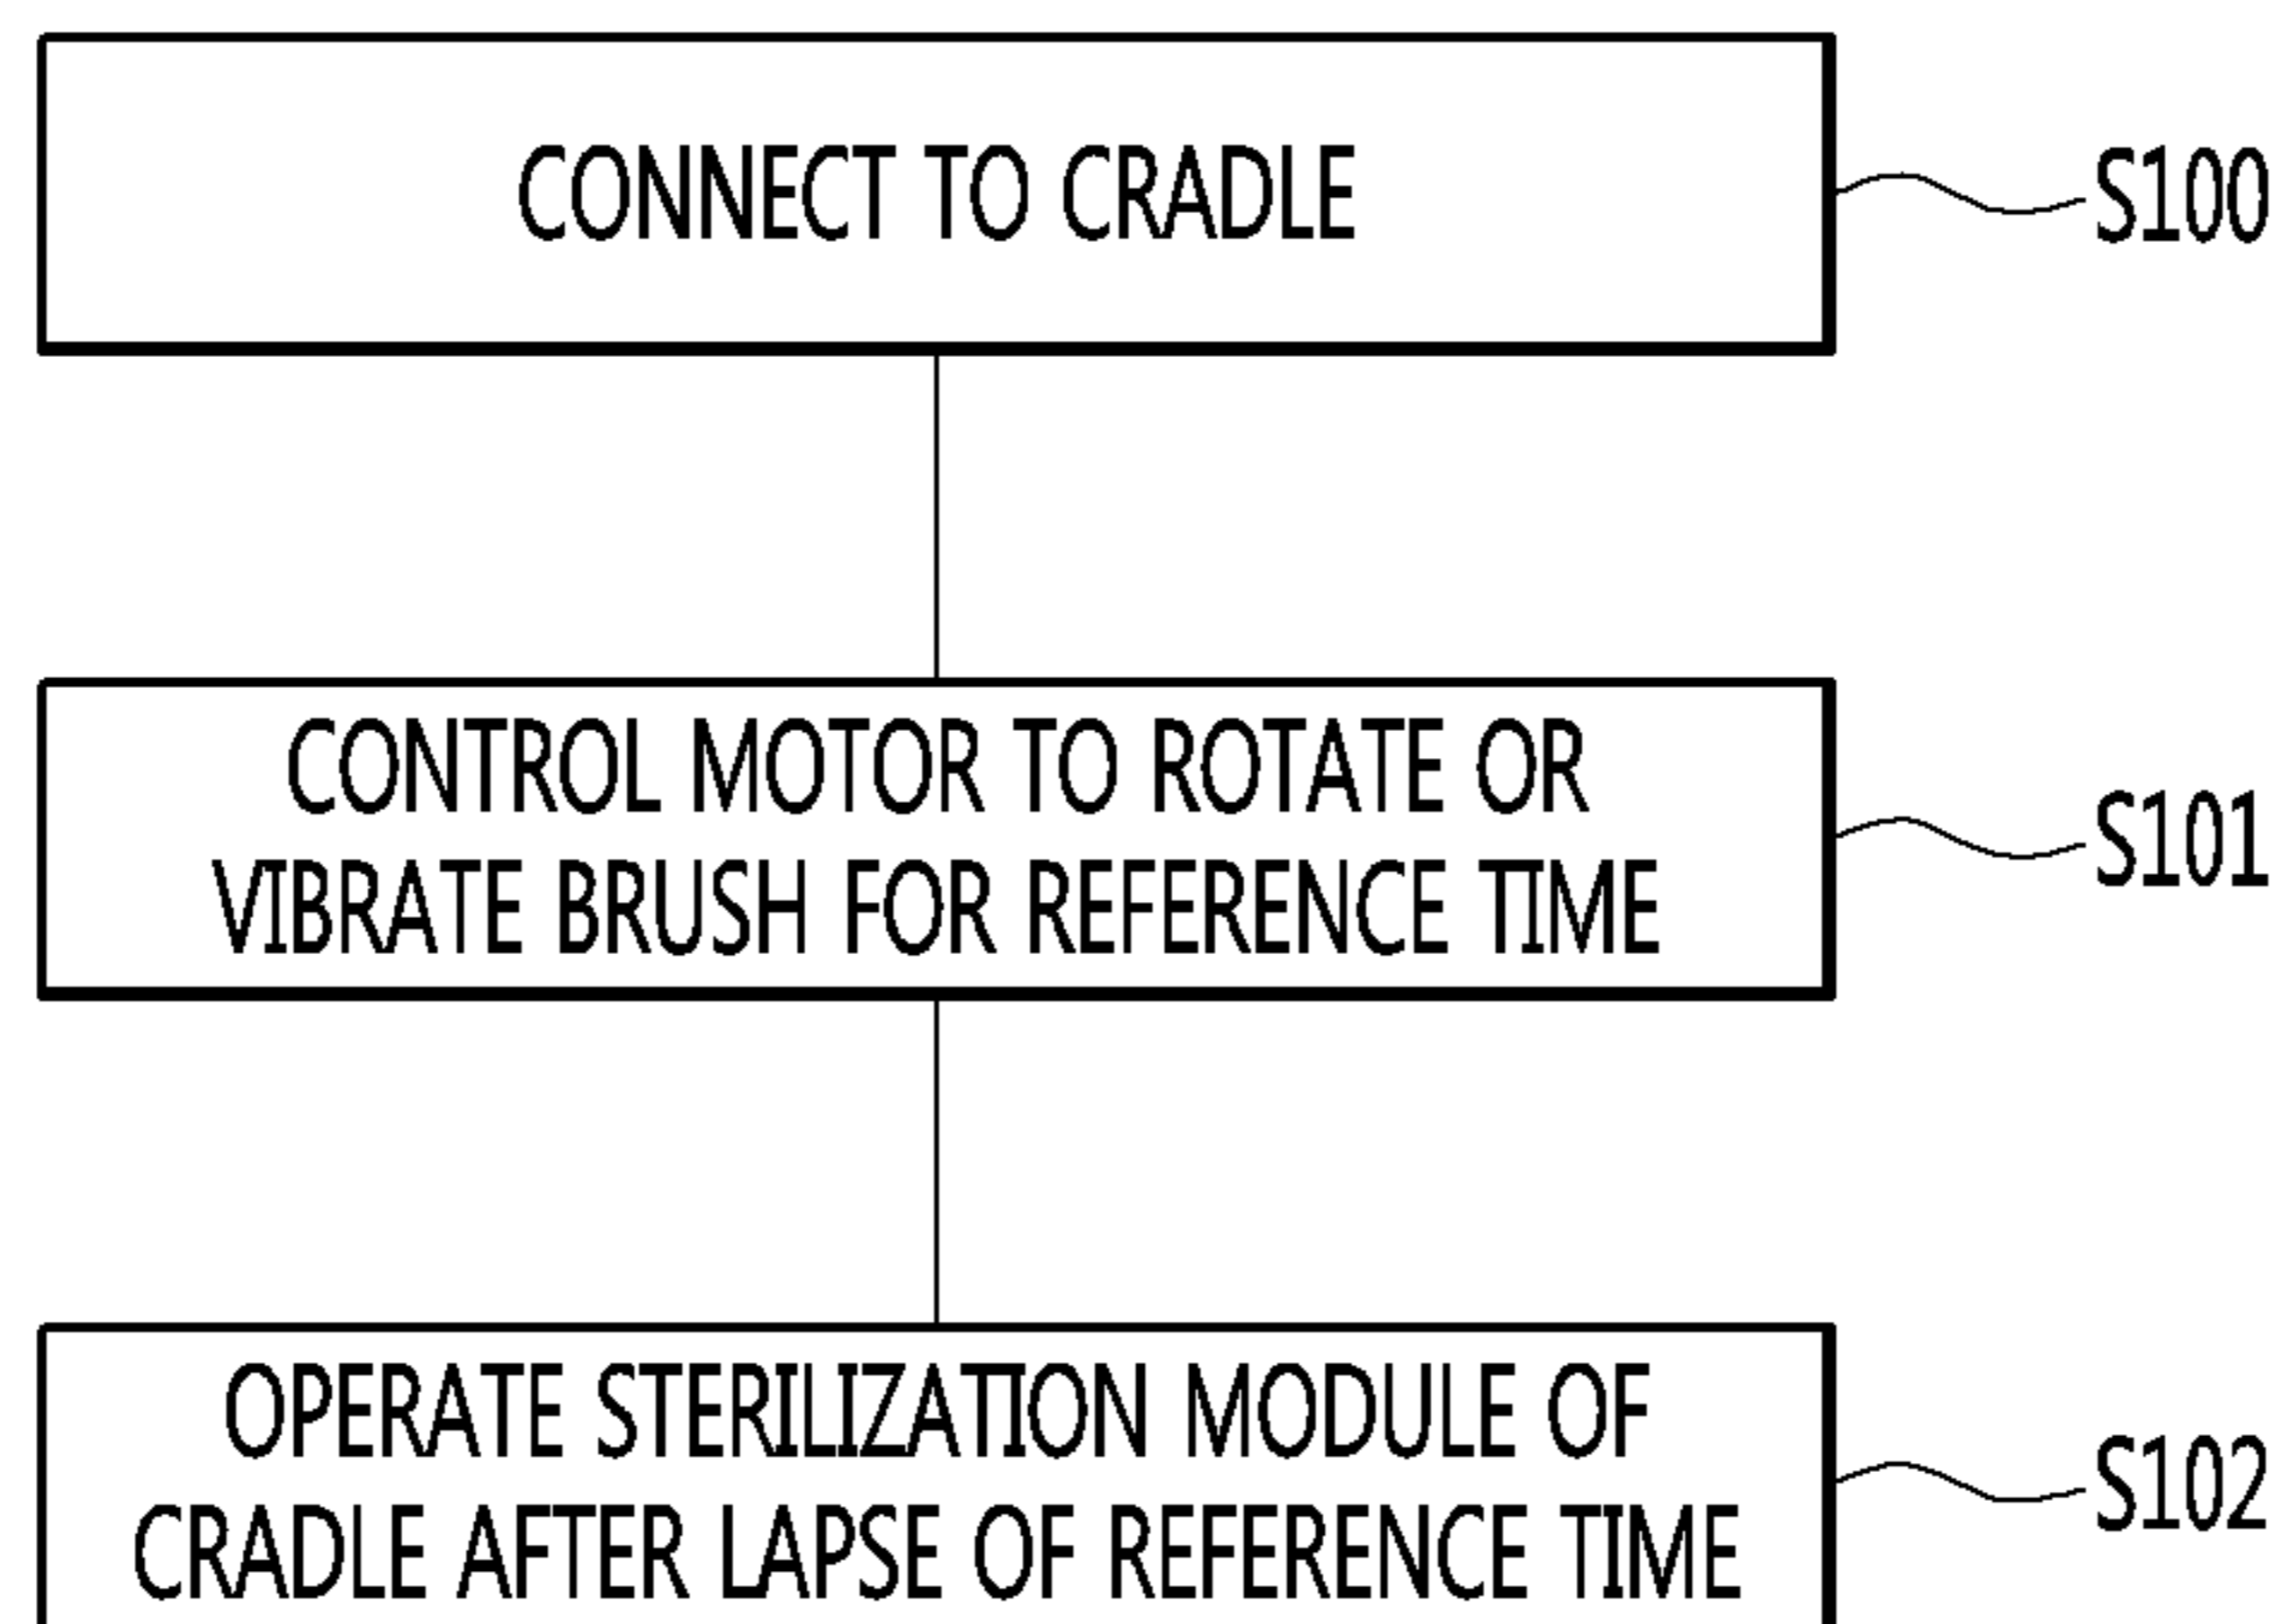 CONNECT TO CRADLE
S100
CONTROL MOTOR TO ROTATE OR
VIBRATE BRUSH FOR REFERENCE TIME
S101
OPERATE STERILIZATION MODULE OF
CRADLE AFTER LAPSE OF REFERENCE TIME
S102